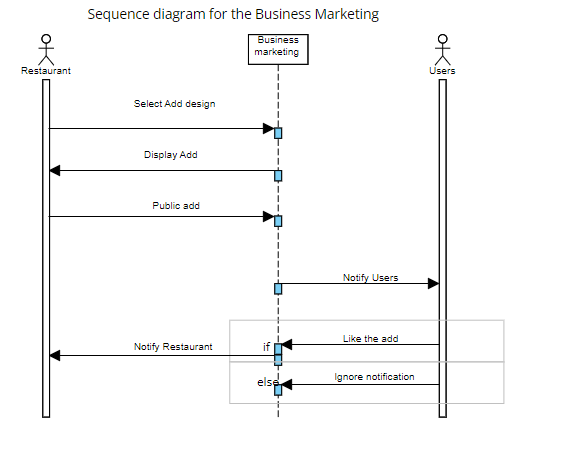 Sequence diagram for the Business Marketing
Business
marketing
Restaurant
Users
Select Add design
Display Add
Public add
Notify Users
Like the add
Notify Restaurant
if
Ignore notification
else